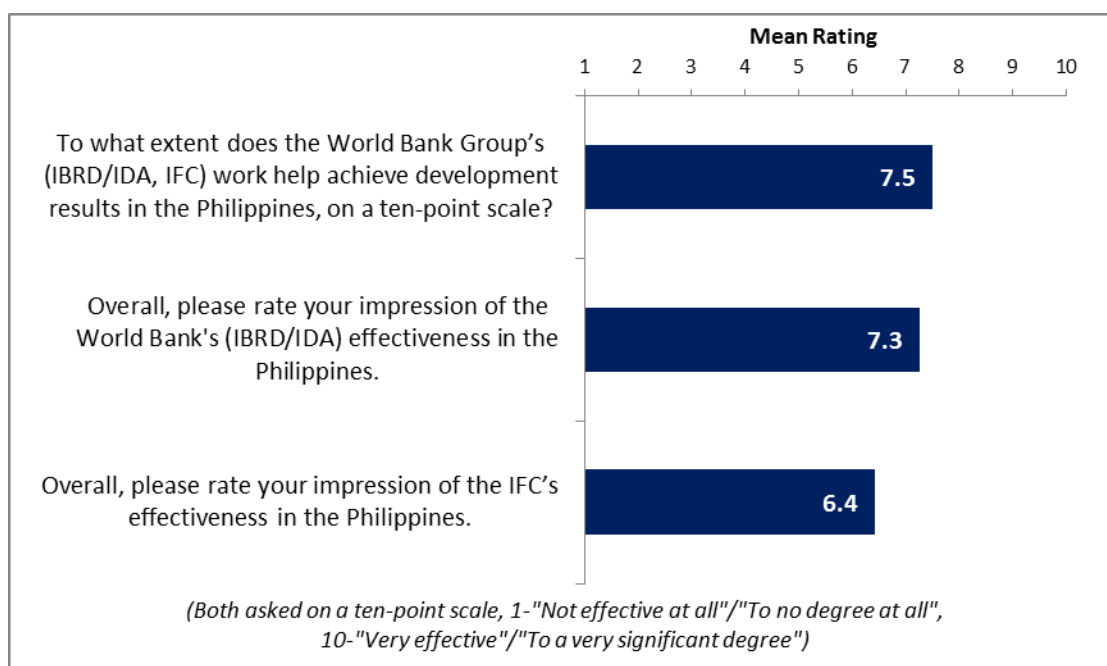 Mean Rating
1 2 3 4 5 6 7 8 9 10
To what extent does the World Bank Group’s
(IBRD/IDA, IFC) work help achieve development
results in the Philippines, on a ten-point scale?
7.5
Overall, please rate your impression of the
World Bank's (IBRD/IDA) effectiveness in the
Philippines.
7.3
Overall, please rate your impression of the IFC’s
effectiveness in the Philippines.
6.4
(Both asked on a ten-point scale, 1-"Not effective at all"/"To no degree at all",
10-"Very effective"/"To a very significant degree")